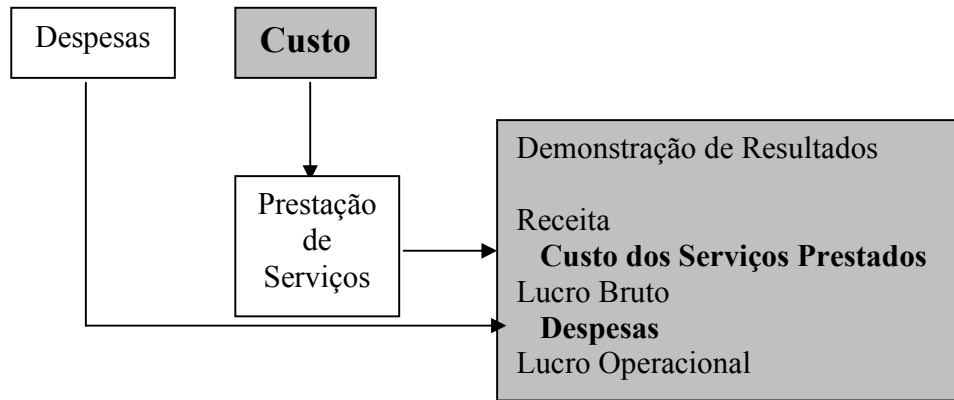 Despesas
Custo
Prestação
de
Serviços
Demonstração de Resultados
Receita
Custo dos Serviços Prestados
Lucro Bruto
Despesas
Lucro Operacional